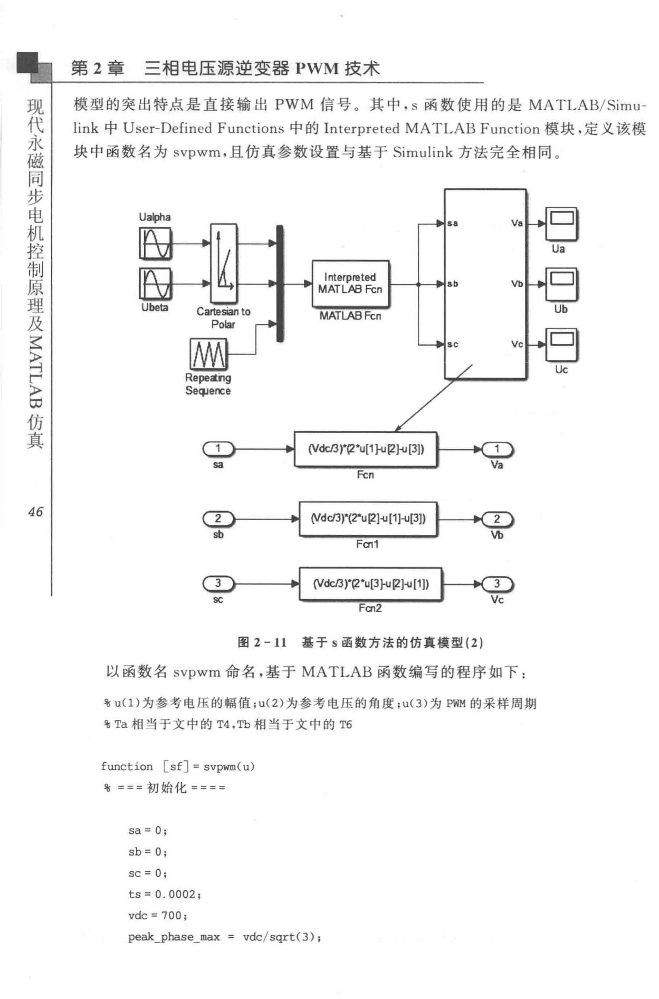 第 2 章 三相电压源逆变器 PWM 技术
模型的突出特点是直接输出 PWM 信号。其中,s 函数使用的是 MATLAB/Simu-
link 中 User-Defined Functions 中的 Interpreted MATLAB Function 模块,定义该模
块中函数名为 svpwm,且仿真参数设置与基于 Simulink 方法完全相同。
现代永磁同步电机控制原理及MATLAB仿真
46
Ualpha
Ubeta
Cartesian to
Polar
Repeating
Sequence
Interpreted
MATLAB Fcn
MATLAB Fcn
sa
sb
sc
Va
Vb
Vc
Ua
Ub
Uc
1
sa
(Vdc/3)*(2*u[1]-u[2]-u[3])
Fcn
1
Va
2
sb
(Vdc/3)*(2*u[2]-u[1]-u[3])
Fcn1
2
Vb
3
sc
(Vdc/3)*(2*u[3]-u[2]-u[1])
Fcn2
3
Vc
图 2-11 基于 s 函数方法的仿真模型(2)
以函数名 svpwm 命名,基于 MATLAB 函数编写的程序如下:
% u(1)为参考电压的幅值;u(2)为参考电压的角度;u(3)为 PWM 的采样周期
% Ta 相当于文中的 T4,Tb 相当于文中的 T6
function [sf] = svpwm(u)
% === 初始化 ====
sa = 0;
sb = 0;
sc = 0;
ts = 0.0002;
vdc = 700;
peak_phase_max = vdc/sqrt(3);